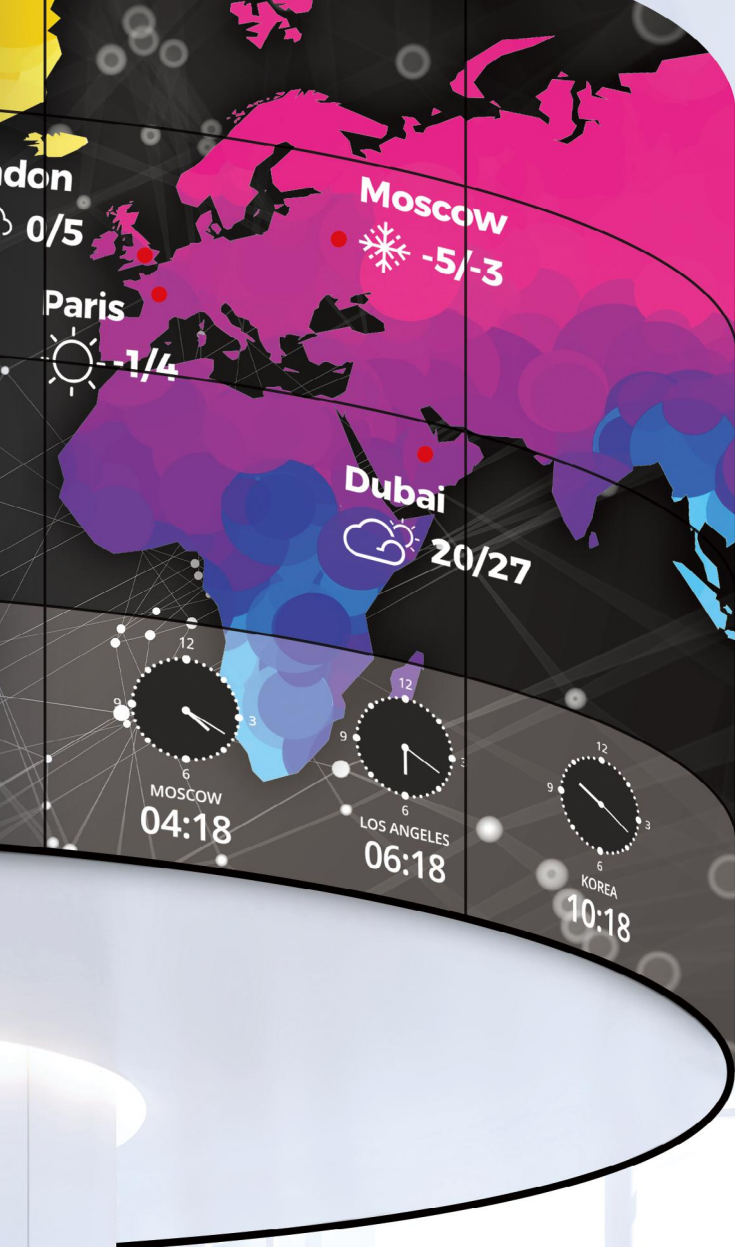 ndon
0/5
Moscow
-5/-3
Paris
-1/4
Dubai
20/27
12
9
3
6
MOSCOW
04:18
12
9
3
6
LOS ANGELES
06:18
12
9
3
6
KOREA
10:18